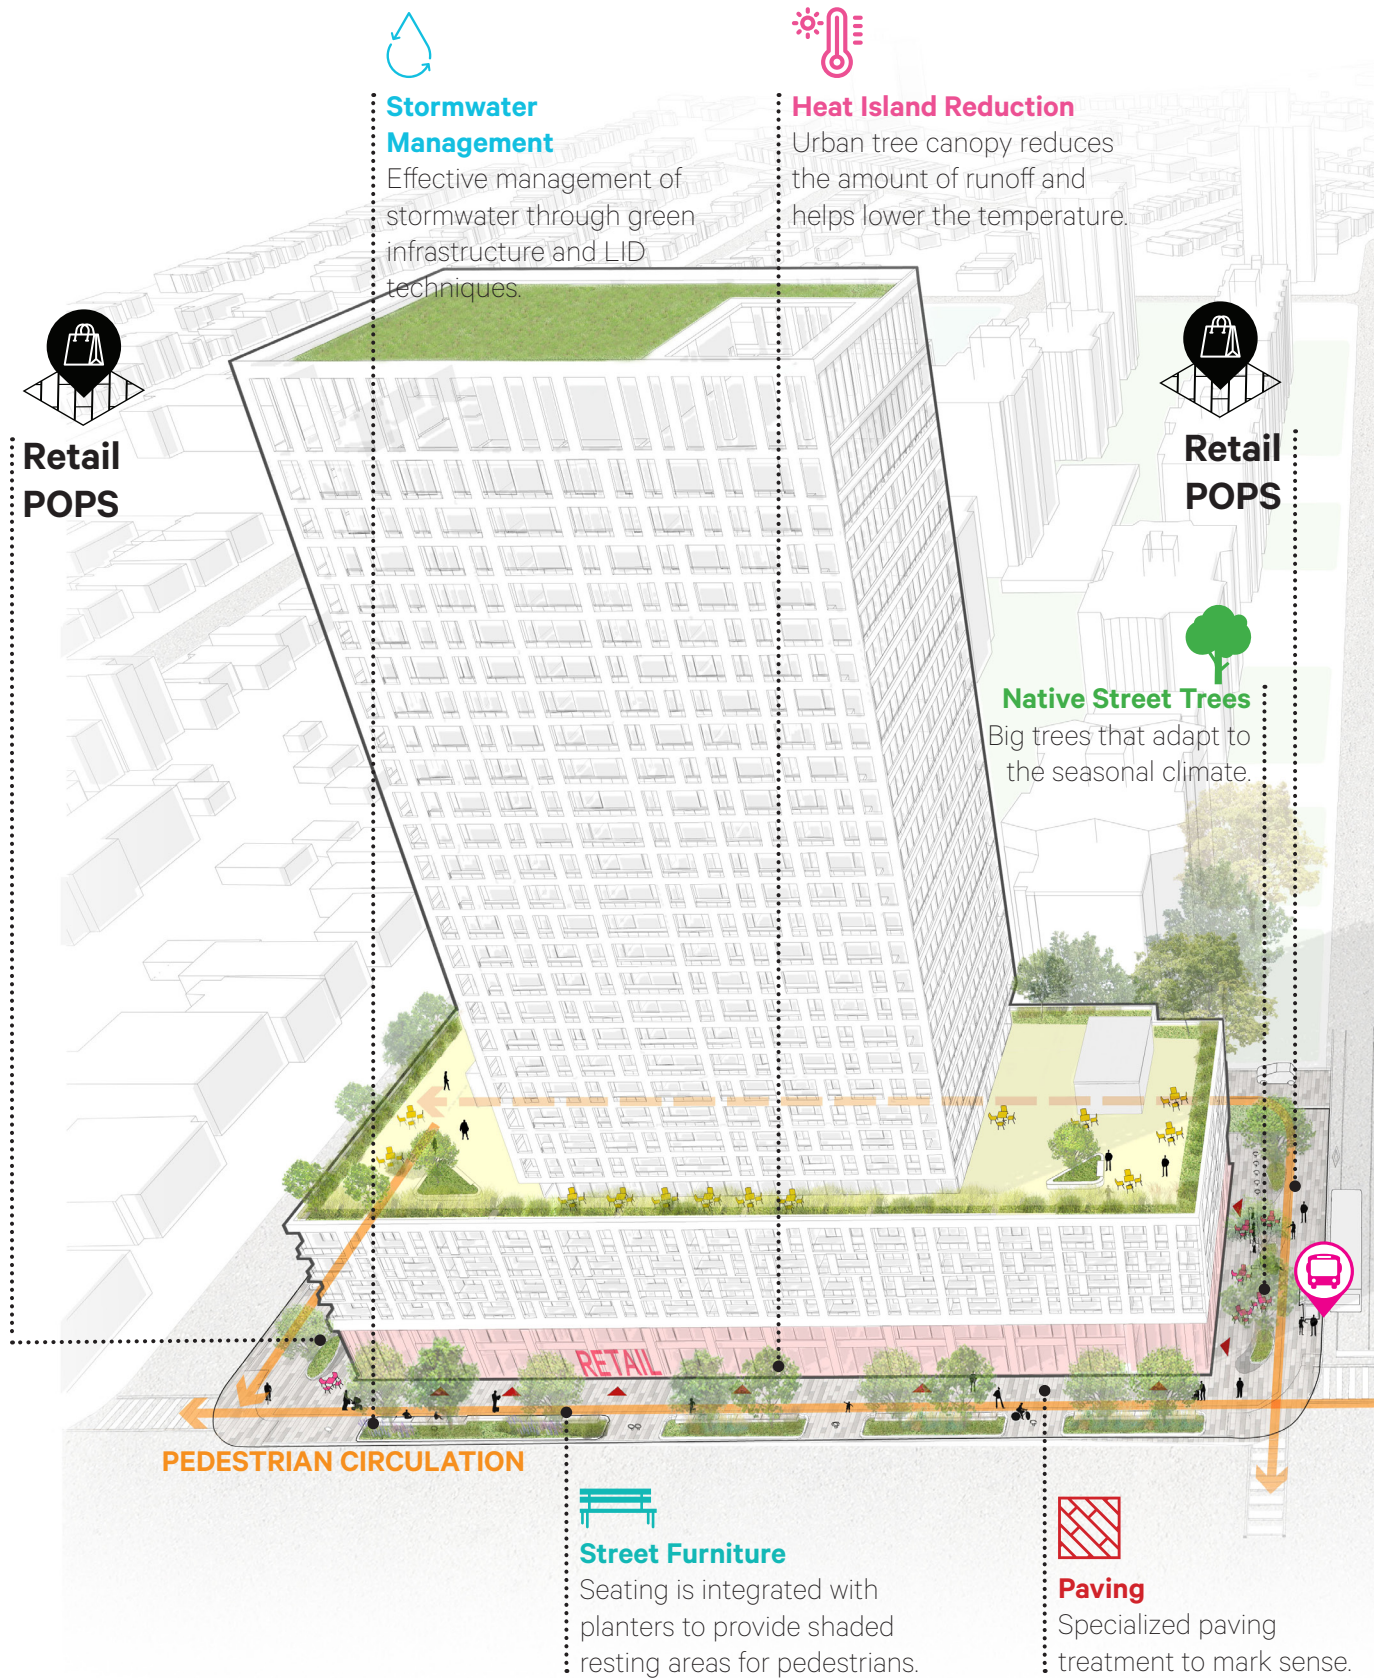 Stormwater
Management
Effective management of
stormwater through green
infrastructure and LID
techniques.
Heat Island Reduction
Urban tree canopy reduces
the amount of runoff and
helps lower the temperature.
Retail
POPS
Retail
POPS
Native Street Trees
Big trees that adapt to
the seasonal climate.
RETAIL
PEDESTRIAN CIRCULATION
Street Furniture
Seating is integrated with
planters to provide shaded
resting areas for pedestrians.
Paving
Specialized paving
treatment to mark sense.